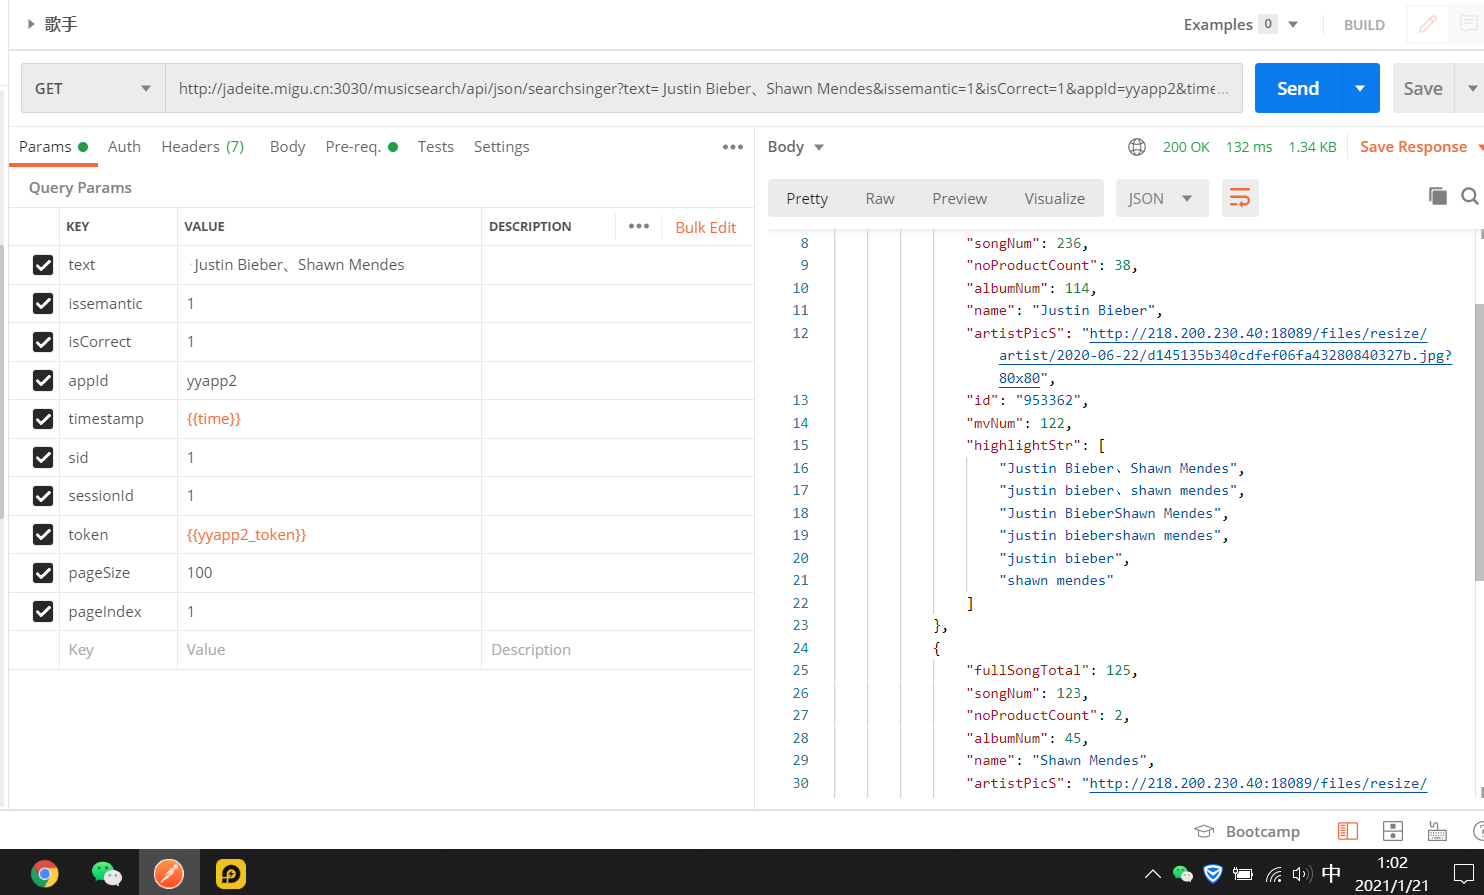 歌手
Examples 0
BUILD
GET
http://jadeite.migu.cn:3030/musicsearch/api/json/searchsinger?text= Justin Bieber、Shawn Mendes&issemantic=1&isCorrect=1&appId=yyapp2&time...
Send
Save
Params
Auth
Headers (7)
Body
Pre-req.
Tests
Settings
•••
Query Params
KEY VALUE DESCRIPTION ••• Bulk Edit
text Justin Bieber、Shawn Mendes
issemantic 1
isCorrect 1
appId yyapp2
timestamp {{time}}
sid 1
sessionId 1
token {{yyapp2_token}}
pageSize 100
pageIndex 1
Key Value Description
Body
200 OK 132 ms 1.34 KB Save Response
Pretty Raw Preview Visualize JSON
8 "songNum": 236,
9 "noProductCount": 38,
10 "albumNum": 114,
11 "name": "Justin Bieber",
12 "artistPicS": "http://218.200.230.40:18089/files/resize/
artist/2020-06-22/d145135b340cdfef06fa43280840327b.jpg?
80x80",
13 "id": "953362",
14 "mvNum": 122,
15 "highlightStr": [
16 "Justin Bieber、Shawn Mendes",
17 "justin bieber、shawn mendes",
18 "Justin BieberShawn Mendes",
19 "justin biebershawn mendes",
20 "justin bieber",
21 "shawn mendes"
22 ]
23 },
24 {
25 "fullSongTotal": 125,
26 "songNum": 123,
27 "noProductCount": 2,
28 "albumNum": 45,
29 "name": "Shawn Mendes",
30 "artistPicS": "http://218.200.230.40:18089/files/resize/
Bootcamp
中
1:02
2021/1/21